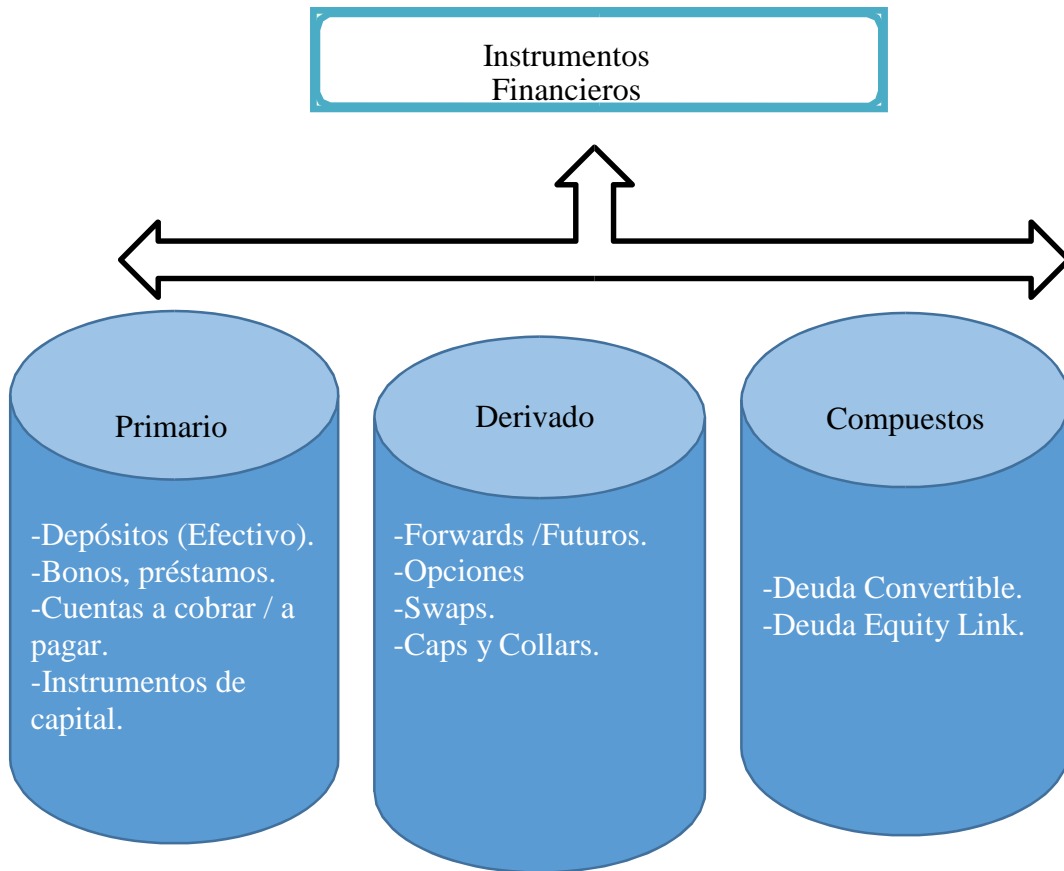 Instrumentos
Financieros
Primario
-Depósitos (Efectivo).
-Bonos, préstamos.
-Cuentas a cobrar / a
pagar.
-Instrumentos de
capital.
Derivado
-Forwards /Futuros.
-Opciones
-Swaps.
-Caps y Collars.
Compuestos
-Deuda Convertible.
-Deuda Equity Link.